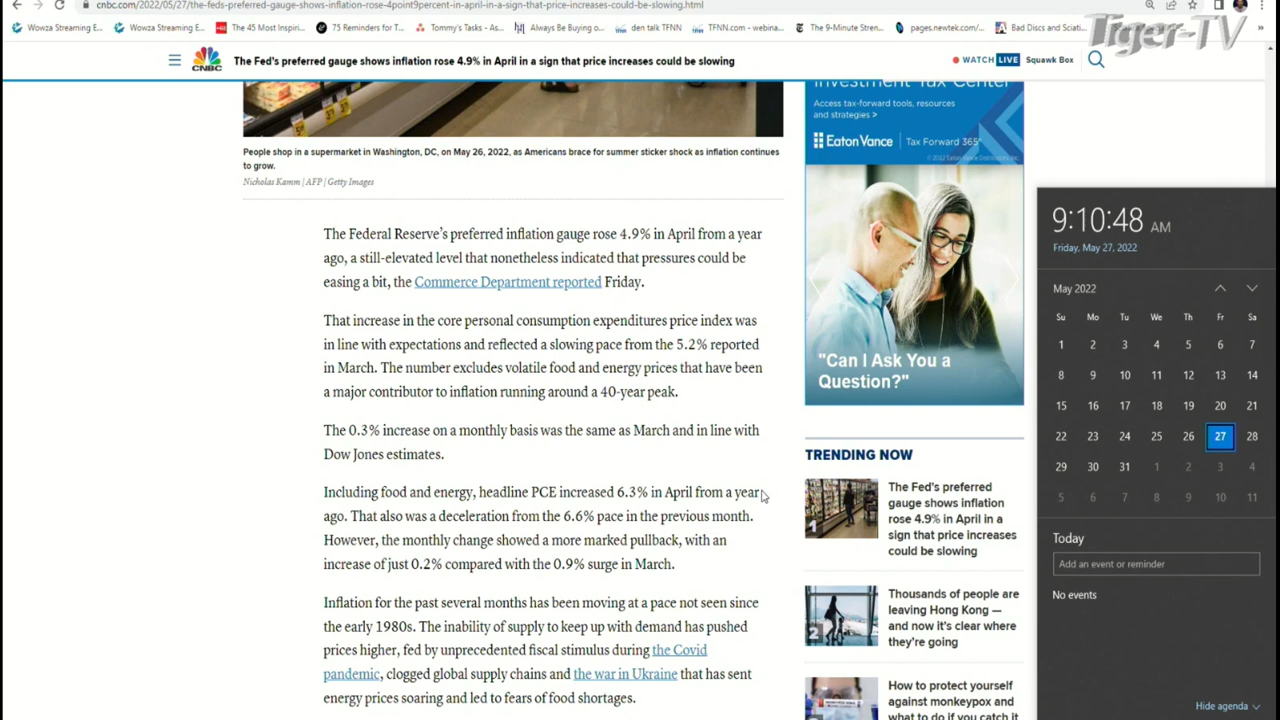 cnbc.com/2022/05/27/the-feds-preferred-gauge-shows-inflation-rose-4point9percent-in-april-in-a-sign-that-price-increases-could-be-slowing.html
Wowza Streaming E...
Wowza Streaming E...
The 45 Most Inspiri...
75 Reminders for T...
Tommy's Tasks - As...
Always Be Buying o...
den talk TFNN
TFNN.com - webina...
The 9-Minute Stren...
pages.newtek.com/...
Bad Discs and Sciati...
»
Tiger-TV
CNBC
The Fed's preferred gauge shows inflation rose 4.9% in April in a sign that price increases could be slowing
WATCH LIVE Squawk Box
People shop in a supermarket in Washington, DC, on May 26, 2022, as Americans brace for summer sticker shock as inflation continues
to grow.
Nicholas Kamm | AFP | Getty Images
The Federal Reserve's preferred inflation gauge rose 4.9% in April from a year
ago, a still-elevated level that nonetheless indicated that pressures could be
easing a bit, the Commerce Department reported Friday.
That increase in the core personal consumption expenditures price index was
in line with expectations and reflected a slowing pace from the 5.2% reported
in March. The number excludes volatile food and energy prices that have been
a major contributor to inflation running around a 40-year peak.
The 0.3% increase on a monthly basis was the same as March and in line with
Dow Jones estimates.
Including food and energy, headline PCE increased 6.3% in April from a year
ago. That also was a deceleration from the 6.6% pace in the previous month.
However, the monthly change showed a more marked pullback, with an
increase of just 0.2% compared with the 0.9% surge in March.
Inflation for the past several months has been moving at a pace not seen since
the early 1980s. The inability of supply to keep up with demand has pushed
prices higher, fed by unprecedented fiscal stimulus during the Covid
pandemic, clogged global supply chains and the war in Ukraine that has sent
energy prices soaring and led to fears of food shortages.
Investment Tax Center
Access tax-forward tools, resources
and strategies >
Eaton Vance | Tax Forward 365°
"Can I Ask You a
Question?"
TRENDING NOW
1
The Fed's preferred
gauge shows inflation
rose 4.9% in April in a
sign that price increases
could be slowing
2
Thousands of people are
leaving Hong Kong —
and now it's clear where
they're going
How to protect yourself
against monkeypox and
what to do if you catch it
9:10:48 AM
Friday, May 27, 2022
May 2022
Su Mo Tu We Th Fr Sa
1 2 3 4 5 6 7
8 9 10 11 12 13 14
15 16 17 18 19 20 21
22 23 24 25 26 27 28
29 30 31 1 2 3 4
5 6 7 8 9 10 11
Today
Add an event or reminder
No events
Hide agenda